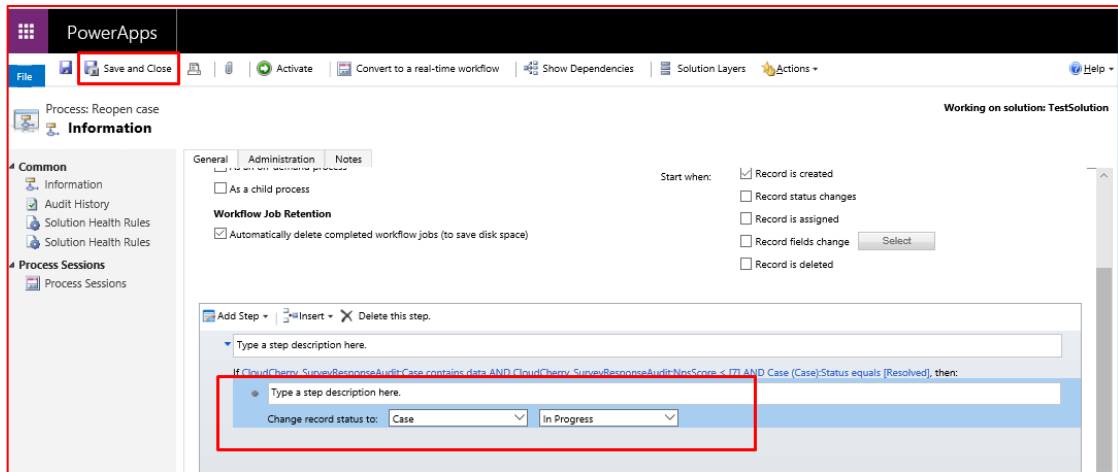 PowerApps
File Save and Close Activate Convert to a real-time workflow Show Dependencies Solution Layers Actions Help
Process: Reopen case
Information
Working on solution: TestSolution
Common
Information
Audit History
Solution Health Rules
Solution Health Rules
Process Sessions
Process Sessions
General Administration Notes
As an on-demand process
As a child process
Workflow Job Retention
Automatically delete completed workflow jobs (to save disk space)
Start when: Record is created
Record status changes
Record is assigned
Record fields change Select
Record is deleted
Add Step Insert Delete this step.
Type a step description here.
If CloudCherry_SurveyResponseAudit:Case contains data AND CloudCherry_SurveyResponseAudit:NpsScore < [7] AND Case (Case):Status equals [Resolved], then:
Type a step description here.
Change record status to: Case In Progress